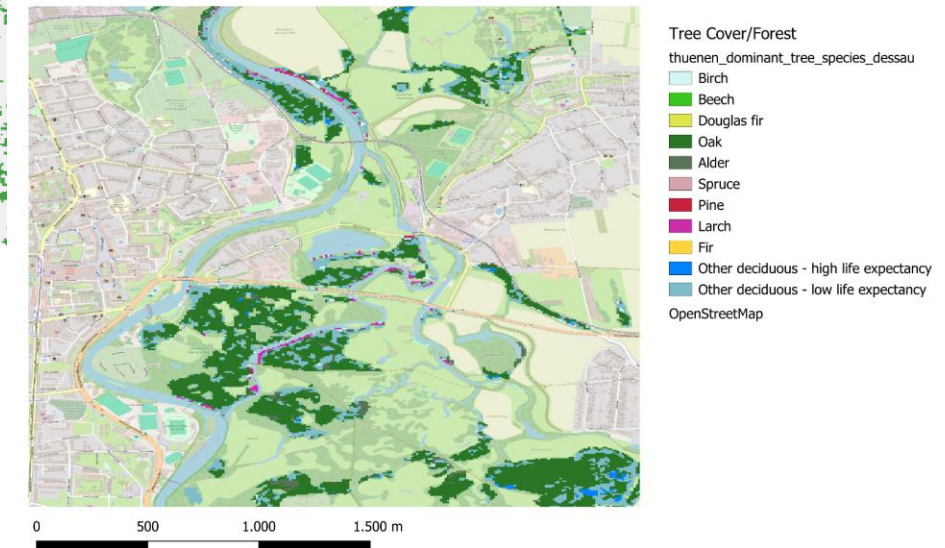 Tree Cover/Forest
thuenen_dominant_tree_species_dessau
Birch
Beech
Douglas fir
Oak
Alder
Spruce
Pine
Larch
Fir
Other deciduous - high life expectancy
Other deciduous - low life expectancy
OpenStreetMap
0 500 1.000 1.500 m